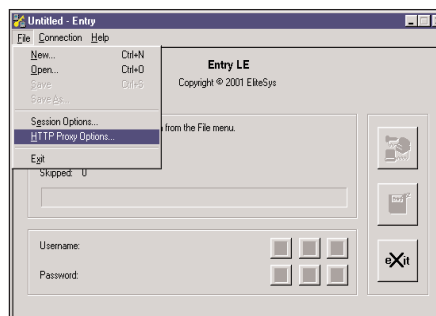 Untitled - Entry
File Connection Help
New... Ctrl+N
Open... Ctrl+O
Save Ctrl+S
Save As...
Session Options...
HTTP Proxy Options...
Exit
Entry LE
Copyright © 2001 EliteSys
from the File menu.
Skipped: 0
Username:
Password:
eXit